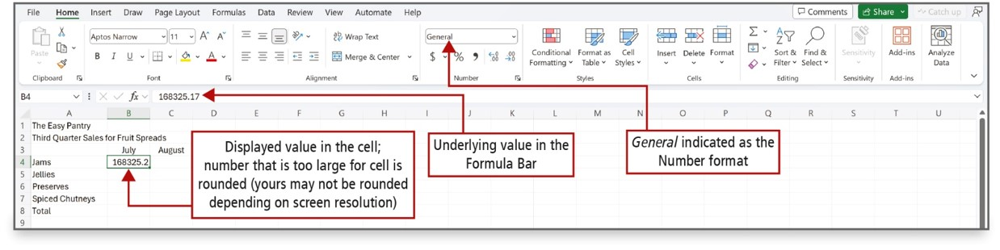 File Home Insert Draw Page Layout Formulas Data Review View Automate Help Comments Share Catch up
Paste
Aptos Narrow 11 A A
B I U A
Wrap Text
Merge & Center
General
$ % 9
Conditional Formatting
Format as Table
Cell Styles
Insert Delete Format
Sort & Filter
Find & Select
Sensitivity
Add-ins
Analyze Data
Clipboard Font Alignment Number Styles Cells Editing Sensitivity Add-ins
B4 fx 168325.17
A B C D E F G H I J K L M N O P Q R S T U
1 The Easy Pantry
2 Third Quarter Sales for Fruit Spreads
3 July August
4 Jams 168325.2
5 Jellies
6 Preserves
7 Spiced Chutneys
8 Total
9
Displayed value in the cell;
number that is too large for cell is
rounded (yours may not be rounded
depending on screen resolution)
Underlying value in the
Formula Bar
General indicated as the
Number format